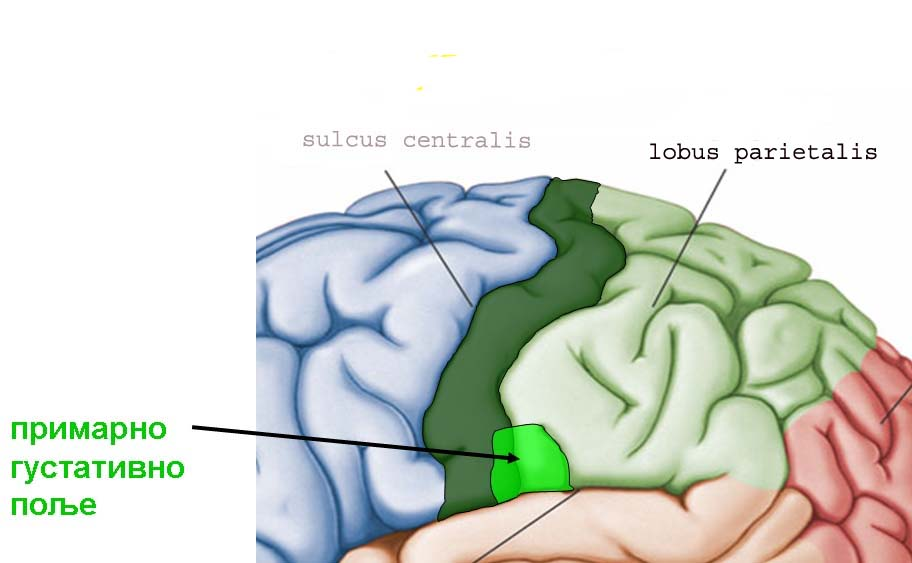 sulcus centralis
lobus parietalis
примарно
густативно
поље